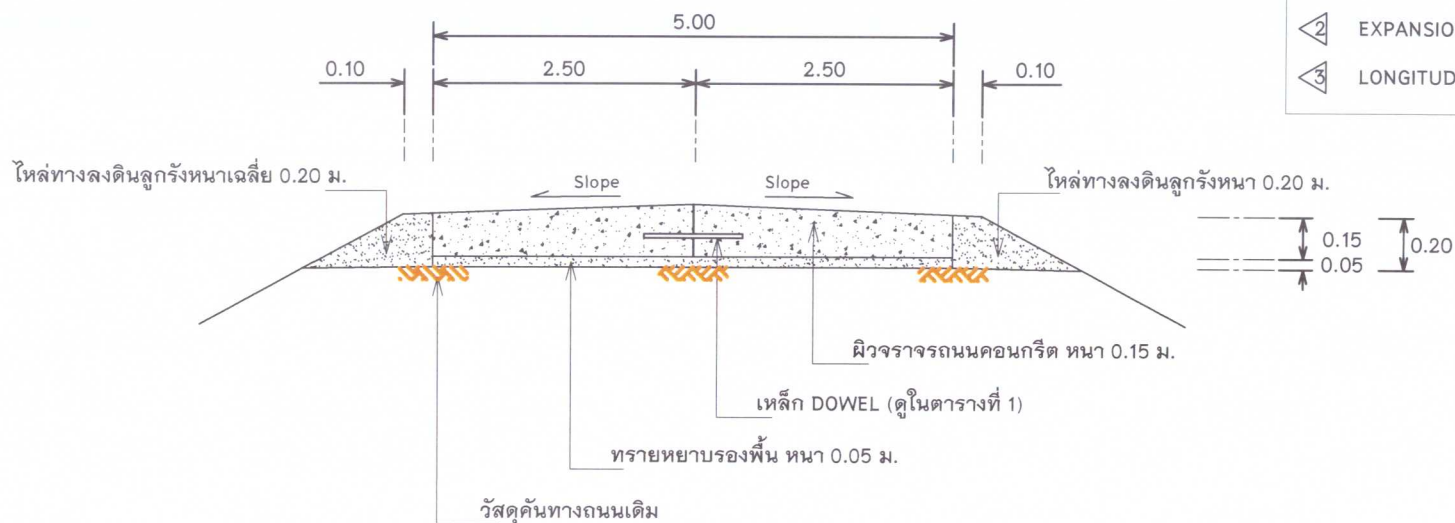 5.00
0.10 2.50 2.50 0.10
2 EXPANSIO
3 LONGITUD
ไหล่ทางลงดินลูกรังหนาเฉลี่ย 0.20 ม.
Slope Slope
ไหล่ทางลงดินลูกรังหนา 0.20 ม.
0.15 0.20
0.05
ผิวจราจรถนนคอนกรีต หนา 0.15 ม.
เหล็ก DOWEL (ดูในตารางที่ 1)
ทรายหยาบรองพื้น หนา 0.05 ม.
วัสดุคันทางถนนเดิม